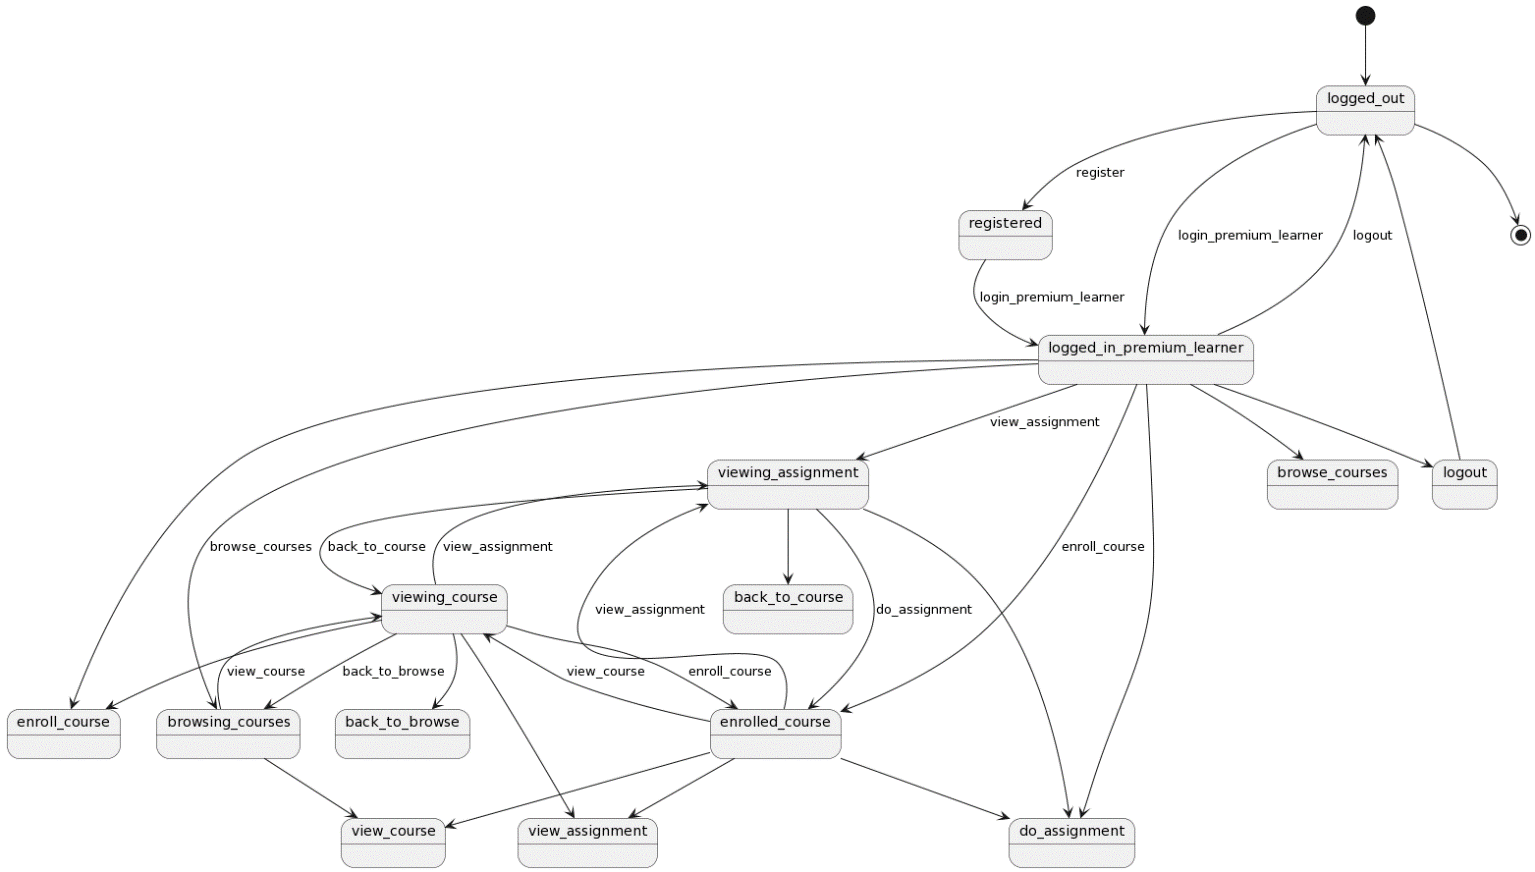 logged_out
register
registered
login_premium_learner
logout
login_premium_learner
logged_in_premium_learner
view_assignment
viewing_assignment
browse_courses
logout
browse_courses
back_to_course
view_assignment
enroll_course
viewing_course
back_to_course
view_assignment
do_assignment
view_course
back_to_browse
view_course
enroll_course
enroll_course
browsing_courses
back_to_browse
enrolled_course
view_course
view_assignment
do_assignment